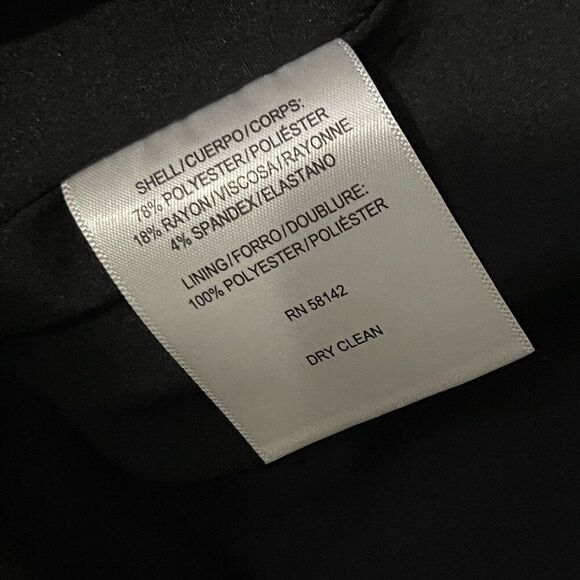 SHELL/CUERPO/CORPS:
78% POLYESTER/POLIÉSTER
18% RAYON/VISCOSA/RAYONNE
4% SPANDEX/ELASTANO
LINING/FORRO/DOUBLURE:
100% POLYESTER/POLIÉSTER
RN 58142
DRY CLEAN